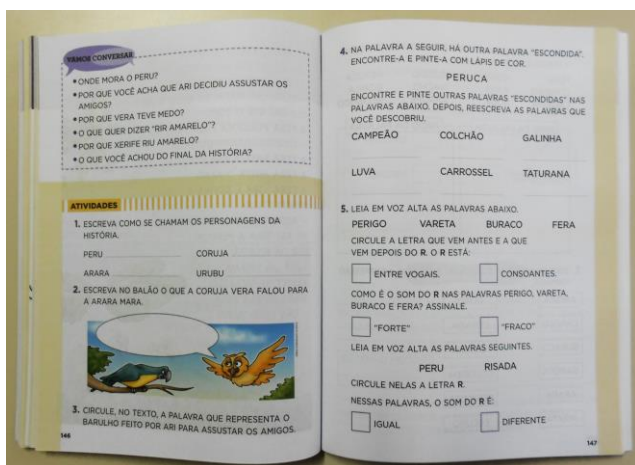 VAMOS CONVERSAR
• ONDE MORA O PERU?
• POR QUE VOCÊ ACHA QUE ARI DECIDIU ASSUSTAR OS
AMIGOS?
• POR QUE VERA TEVE MEDO?
• O QUE QUER DIZER "RIR AMARELO"?
• POR QUE XERIFE RIU AMARELO?
• O QUE VOCÊ ACHOU DO FINAL DA HISTÓRIA?
ATIVIDADES
1. ESCREVA COMO SE CHAMAM OS PERSONAGENS DA
HISTÓRIA.
PERU CORUJA
ARARA URUBU
2. ESCREVA NO BALÃO O QUE A CORUJA VERA FALOU PARA
A ARARA MARA.
3. CIRCULE, NO TEXTO, A PALAVRA QUE REPRESENTA O
BARULHO FEITO POR ARI PARA ASSUSTAR OS AMIGOS.
146
4. NA PALAVRA A SEGUIR, HÁ OUTRA PALAVRA "ESCONDIDA".
ENCONTRE-A E PINTE-A COM LÁPIS DE COR.
PERUCA
ENCONTRE E PINTE OUTRAS PALAVRAS "ESCONDIDAS" NAS
PALAVRAS ABAIXO. DEPOIS, REESCREVA AS PALAVRAS QUE
VOCÊ DESCOBRIU.
CAMPEÃO COLCHÃO GALINHA
LUVA CARROSSEL TATURANA
5. LEIA EM VOZ ALTA AS PALAVRAS ABAIXO.
PERIGO VARETA BURACO FERA
CIRCULE A LETRA QUE VEM ANTES E A QUE
VEM DEPOIS DO R. O R ESTÁ:
ENTRE VOGAIS. CONSOANTES.
COMO É O SOM DO R NAS PALAVRAS PERIGO, VARETA,
BURACO E FERA? ASSINALE.
"FORTE" "FRACO"
LEIA EM VOZ ALTA AS PALAVRAS SEGUINTES.
PERU RISADA
CIRCULE NELAS A LETRA R.
NESSAS PALAVRAS, O SOM DO R É:
IGUAL DIFERENTE
147